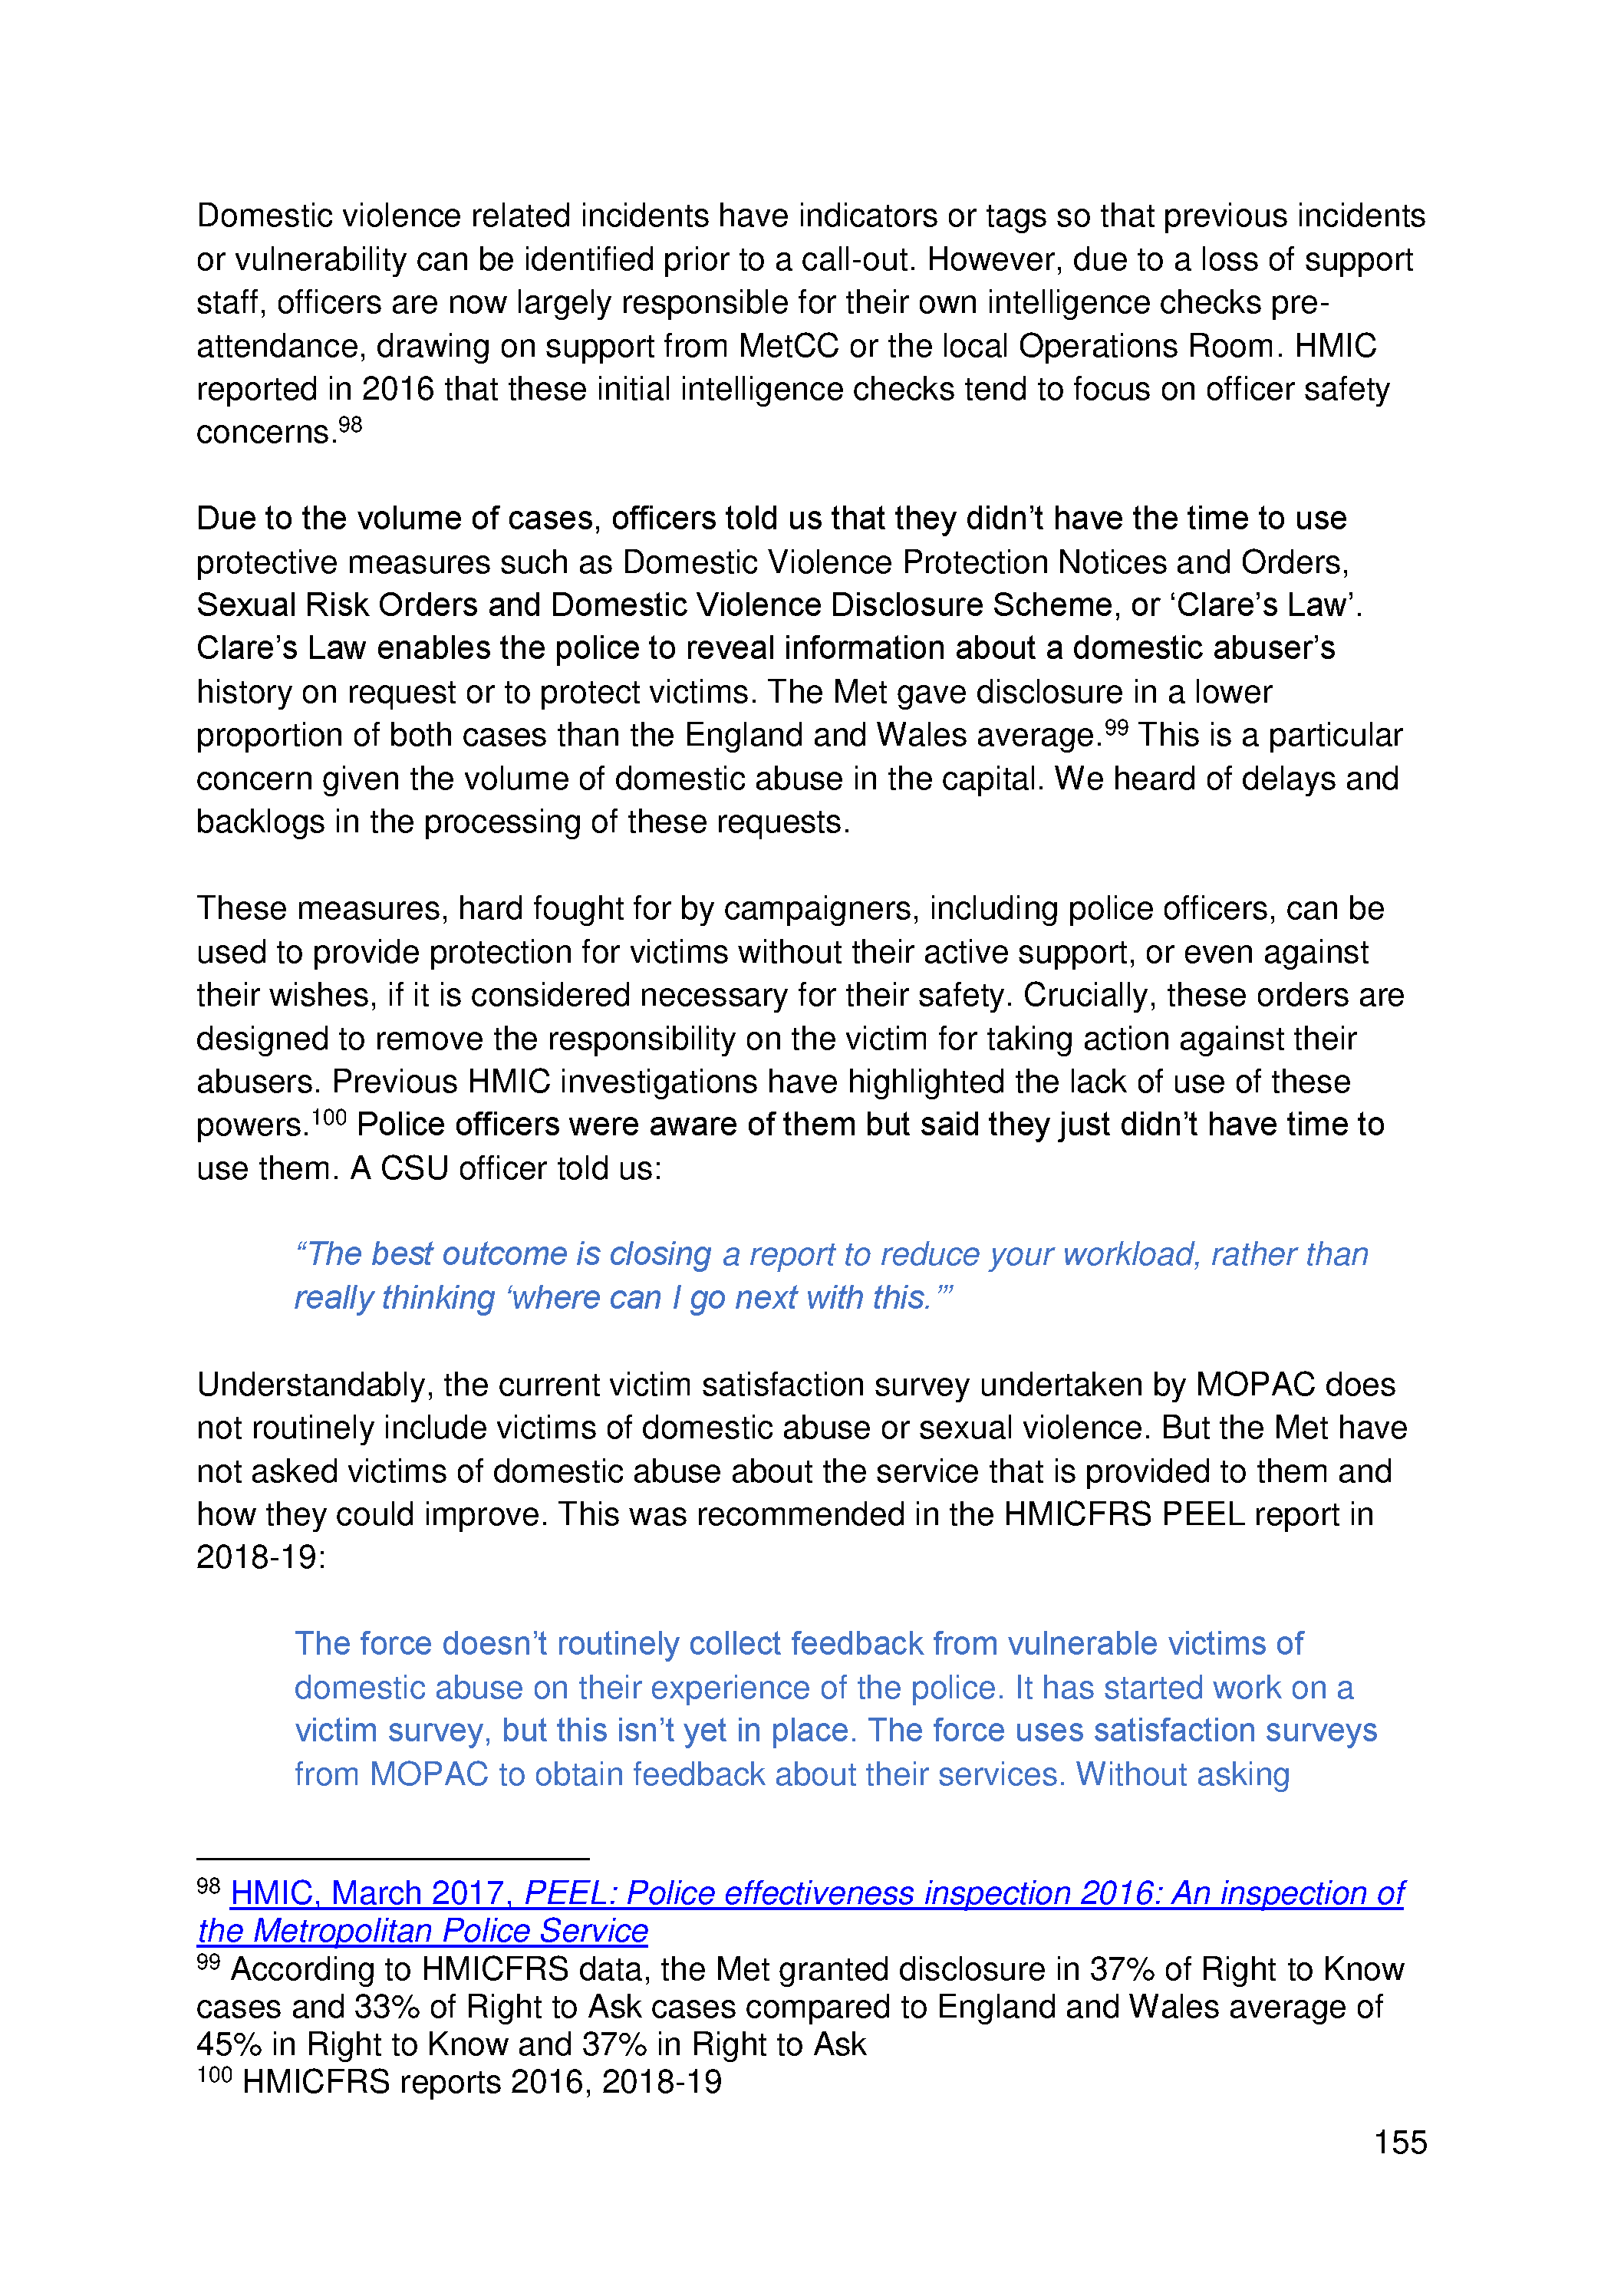 Domestic violence related incidents have indicators or tags so that previous incidents
or vulnerability can be identified prior to a call-out. However, due to a loss of support
staff, officers are now largely responsible for their own intelligence checks pre-
attendance, drawing on support from MetCC or the local Operations Room. HMIC
reported in 2016 that these initial intelligence checks tend to focus on officer safety
concerns.98
Due to the volume of cases, officers told us that they didn’t have the time to use
protective measures such as Domestic Violence Protection Notices and Orders,
Sexual Risk Orders and Domestic Violence Disclosure Scheme, or ‘Clare’s Law’.
Clare’s Law enables the police to reveal information about a domestic abuser’s
history on request or to protect victims. The Met gave disclosure in a lower
proportion of both cases than the England and Wales average.99 This is a particular
concern given the volume of domestic abuse in the capital. We heard of delays and
backlogs in the processing of these requests.
These measures, hard fought for by campaigners, including police officers, can be
used to provide protection for victims without their active support, or even against
their wishes, if it is considered necessary for their safety. Crucially, these orders are
designed to remove the responsibility on the victim for taking action against their
abusers. Previous HMIC investigations have highlighted the lack of use of these
powers.100 Police officers were aware of them but said they just didn’t have time to
use them. A CSU officer told us:
“The best outcome is closing a report to reduce your workload, rather than
really thinking ‘where can I go next with this.’”
Understandably, the current victim satisfaction survey undertaken by MOPAC does
not routinely include victims of domestic abuse or sexual violence. But the Met have
not asked victims of domestic abuse about the service that is provided to them and
how they could improve. This was recommended in the HMICFRS PEEL report in
2018-19:
The force doesn’t routinely collect feedback from vulnerable victims of
domestic abuse on their experience of the police. It has started work on a
victim survey, but this isn’t yet in place. The force uses satisfaction surveys
from MOPAC to obtain feedback about their services. Without asking
98 HMIC, March 2017, PEEL: Police effectiveness inspection 2016: An inspection of
the Metropolitan Police Service
99 According to HMICFRS data, the Met granted disclosure in 37% of Right to Know
cases and 33% of Right to Ask cases compared to England and Wales average of
45% in Right to Know and 37% in Right to Ask
100 HMICFRS reports 2016, 2018-19
155